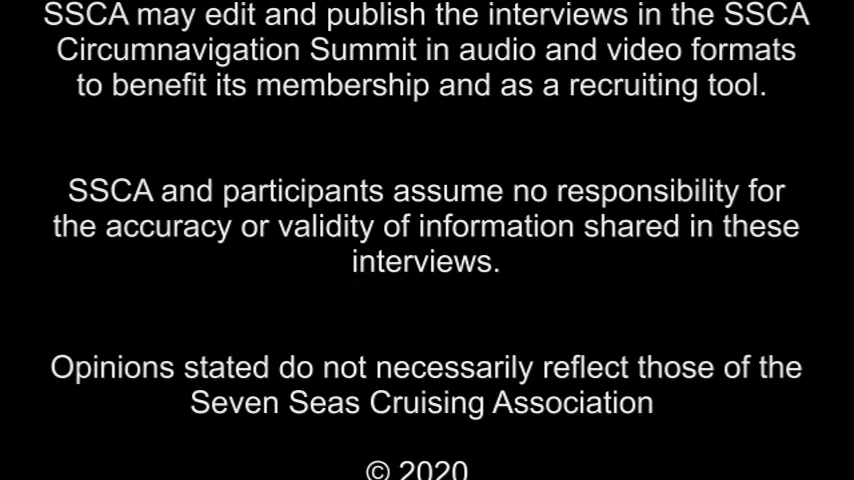 SSCA may edit and publish the interviews in the SSCA
Circumnavigation Summit in audio and video formats
to benefit its membership and as a recruiting tool.
SSCA and participants assume no responsibility for
the accuracy or validity of information shared in these
interviews.
Opinions stated do not necessarily reflect those of the
Seven Seas Cruising Association
© 2020